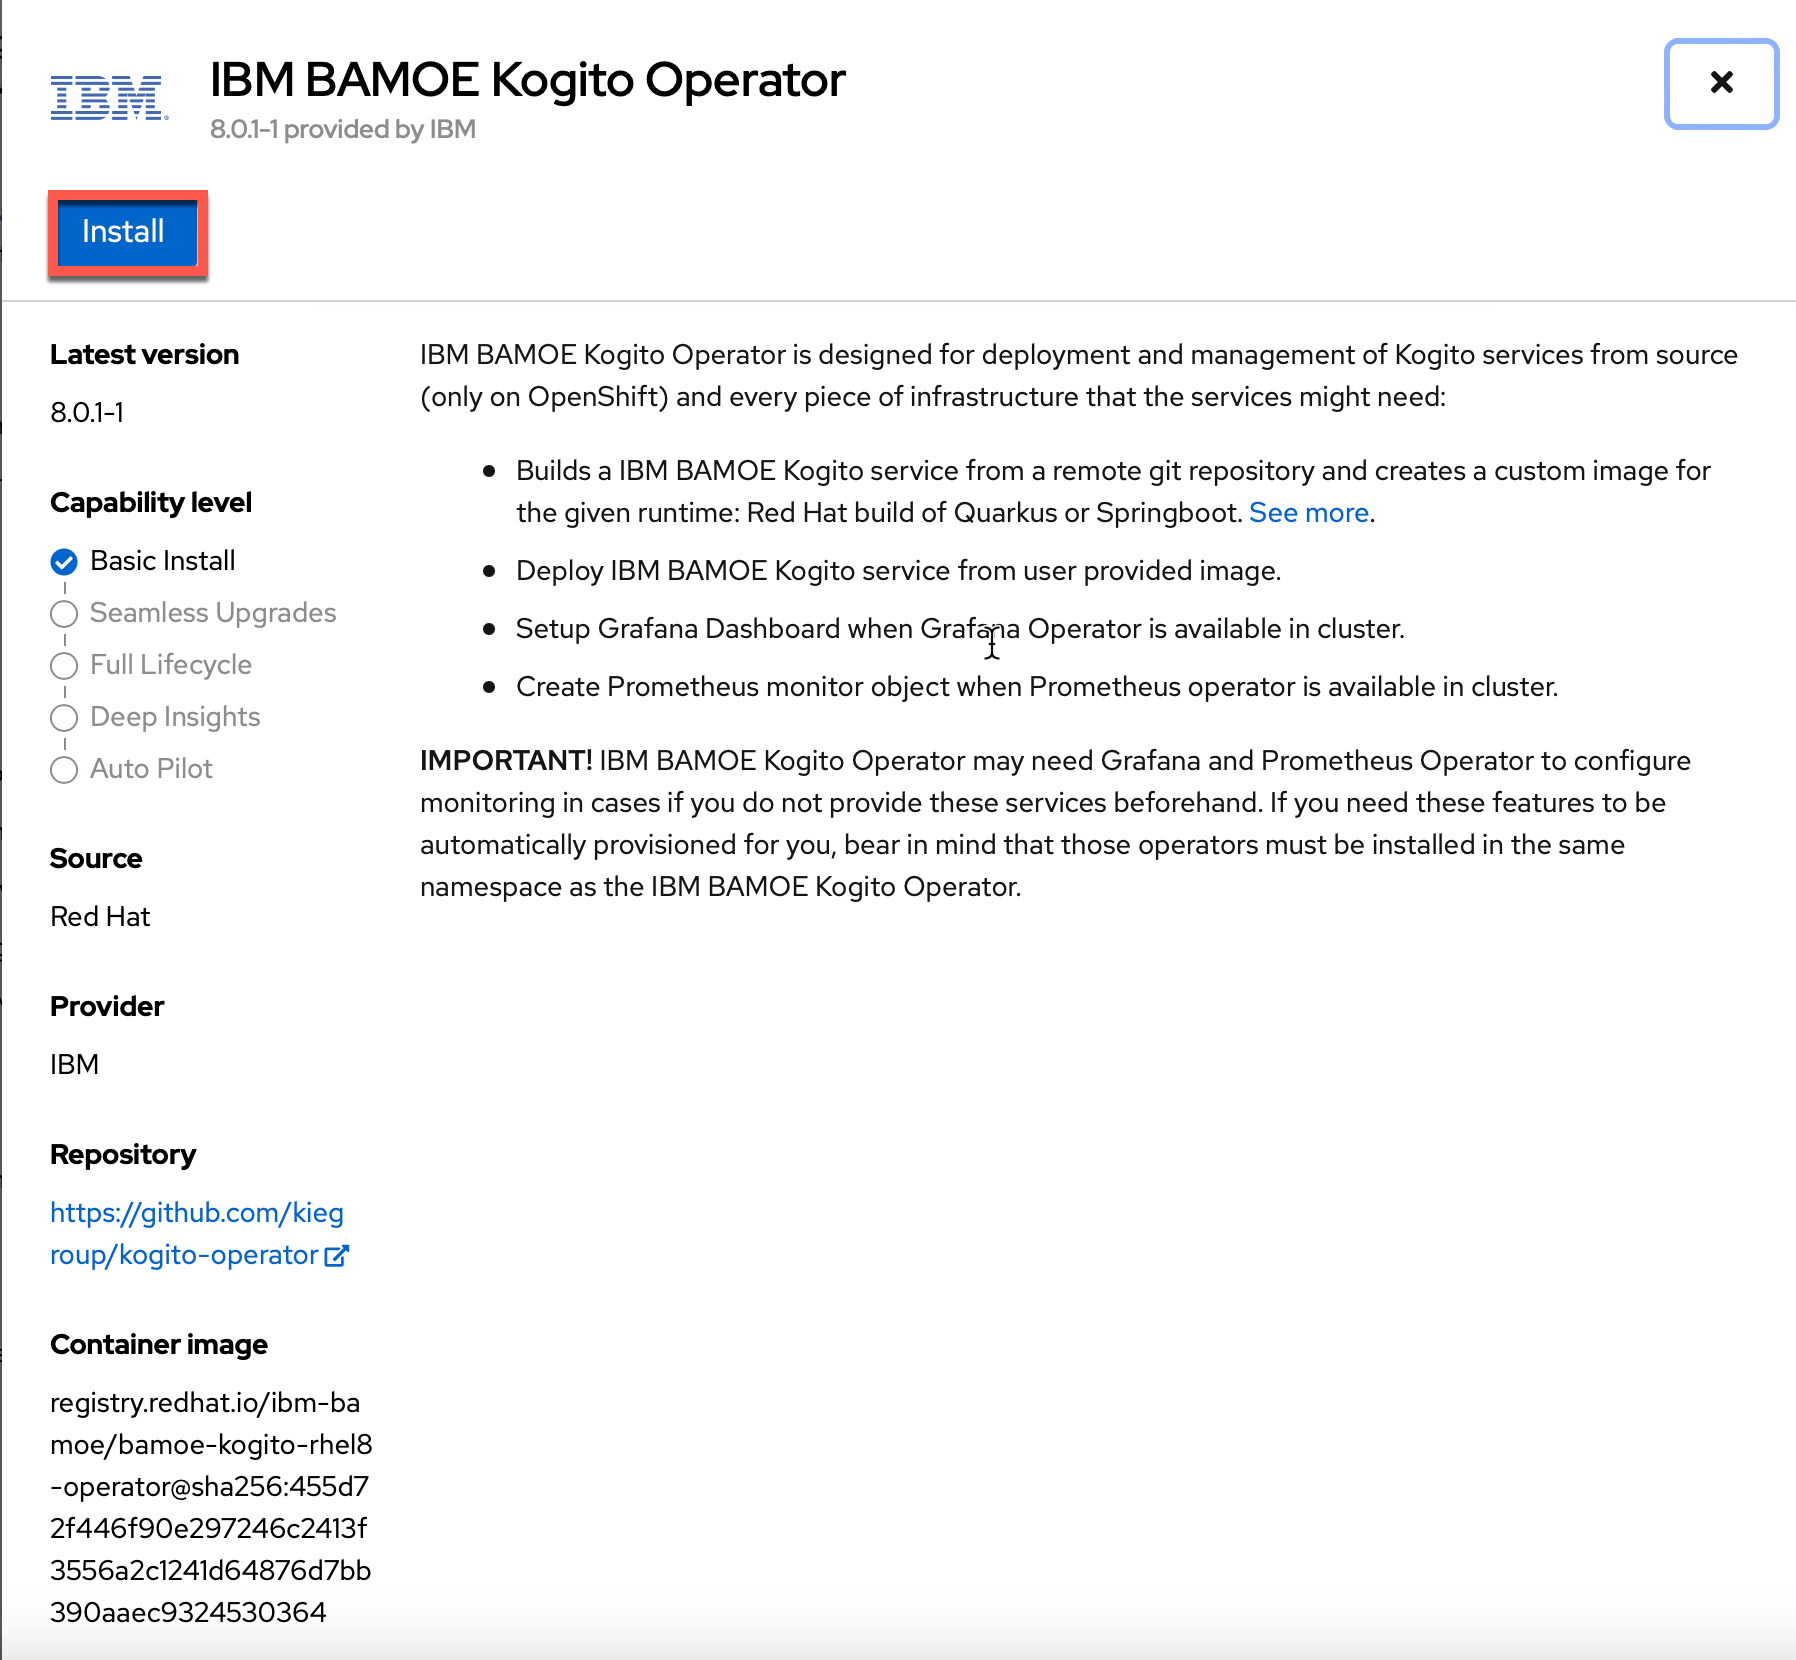 IBM
IBM BAMOE Kogito Operator
8.0.1-1 provided by IBM
Install
Latest version
8.0.1-1
Capability level
Basic Install
Seamless Upgrades
Full Lifecycle
Deep Insights
Auto Pilot
Source
Red Hat
Provider
IBM
Repository
https://github.com/kieg
roup/kogito-operator
Container image
registry.redhat.io/ibm-ba
moe/bamoe-kogito-rhel8
-operator@sha256:455d7
2f446f90e297246c2413f
3556a2c1241d64876d7bb
390aaec9324530364
IBM BAMOE Kogito Operator is designed for deployment and management of Kogito services from source
(only on OpenShift) and every piece of infrastructure that the services might need:
Builds a IBM BAMOE Kogito service from a remote git repository and creates a custom image for
the given runtime: Red Hat build of Quarkus or Springboot. See more.
Deploy IBM BAMOE Kogito service from user provided image.
Setup Grafana Dashboard when Grafana Operator is available in cluster.
Create Prometheus monitor object when Prometheus operator is available in cluster.
IMPORTANT! IBM BAMOE Kogito Operator may need Grafana and Prometheus Operator to configure
monitoring in cases if you do not provide these services beforehand. If you need these features to be
automatically provisioned for you, bear in mind that those operators must be installed in the same
namespace as the IBM BAMOE Kogito Operator.